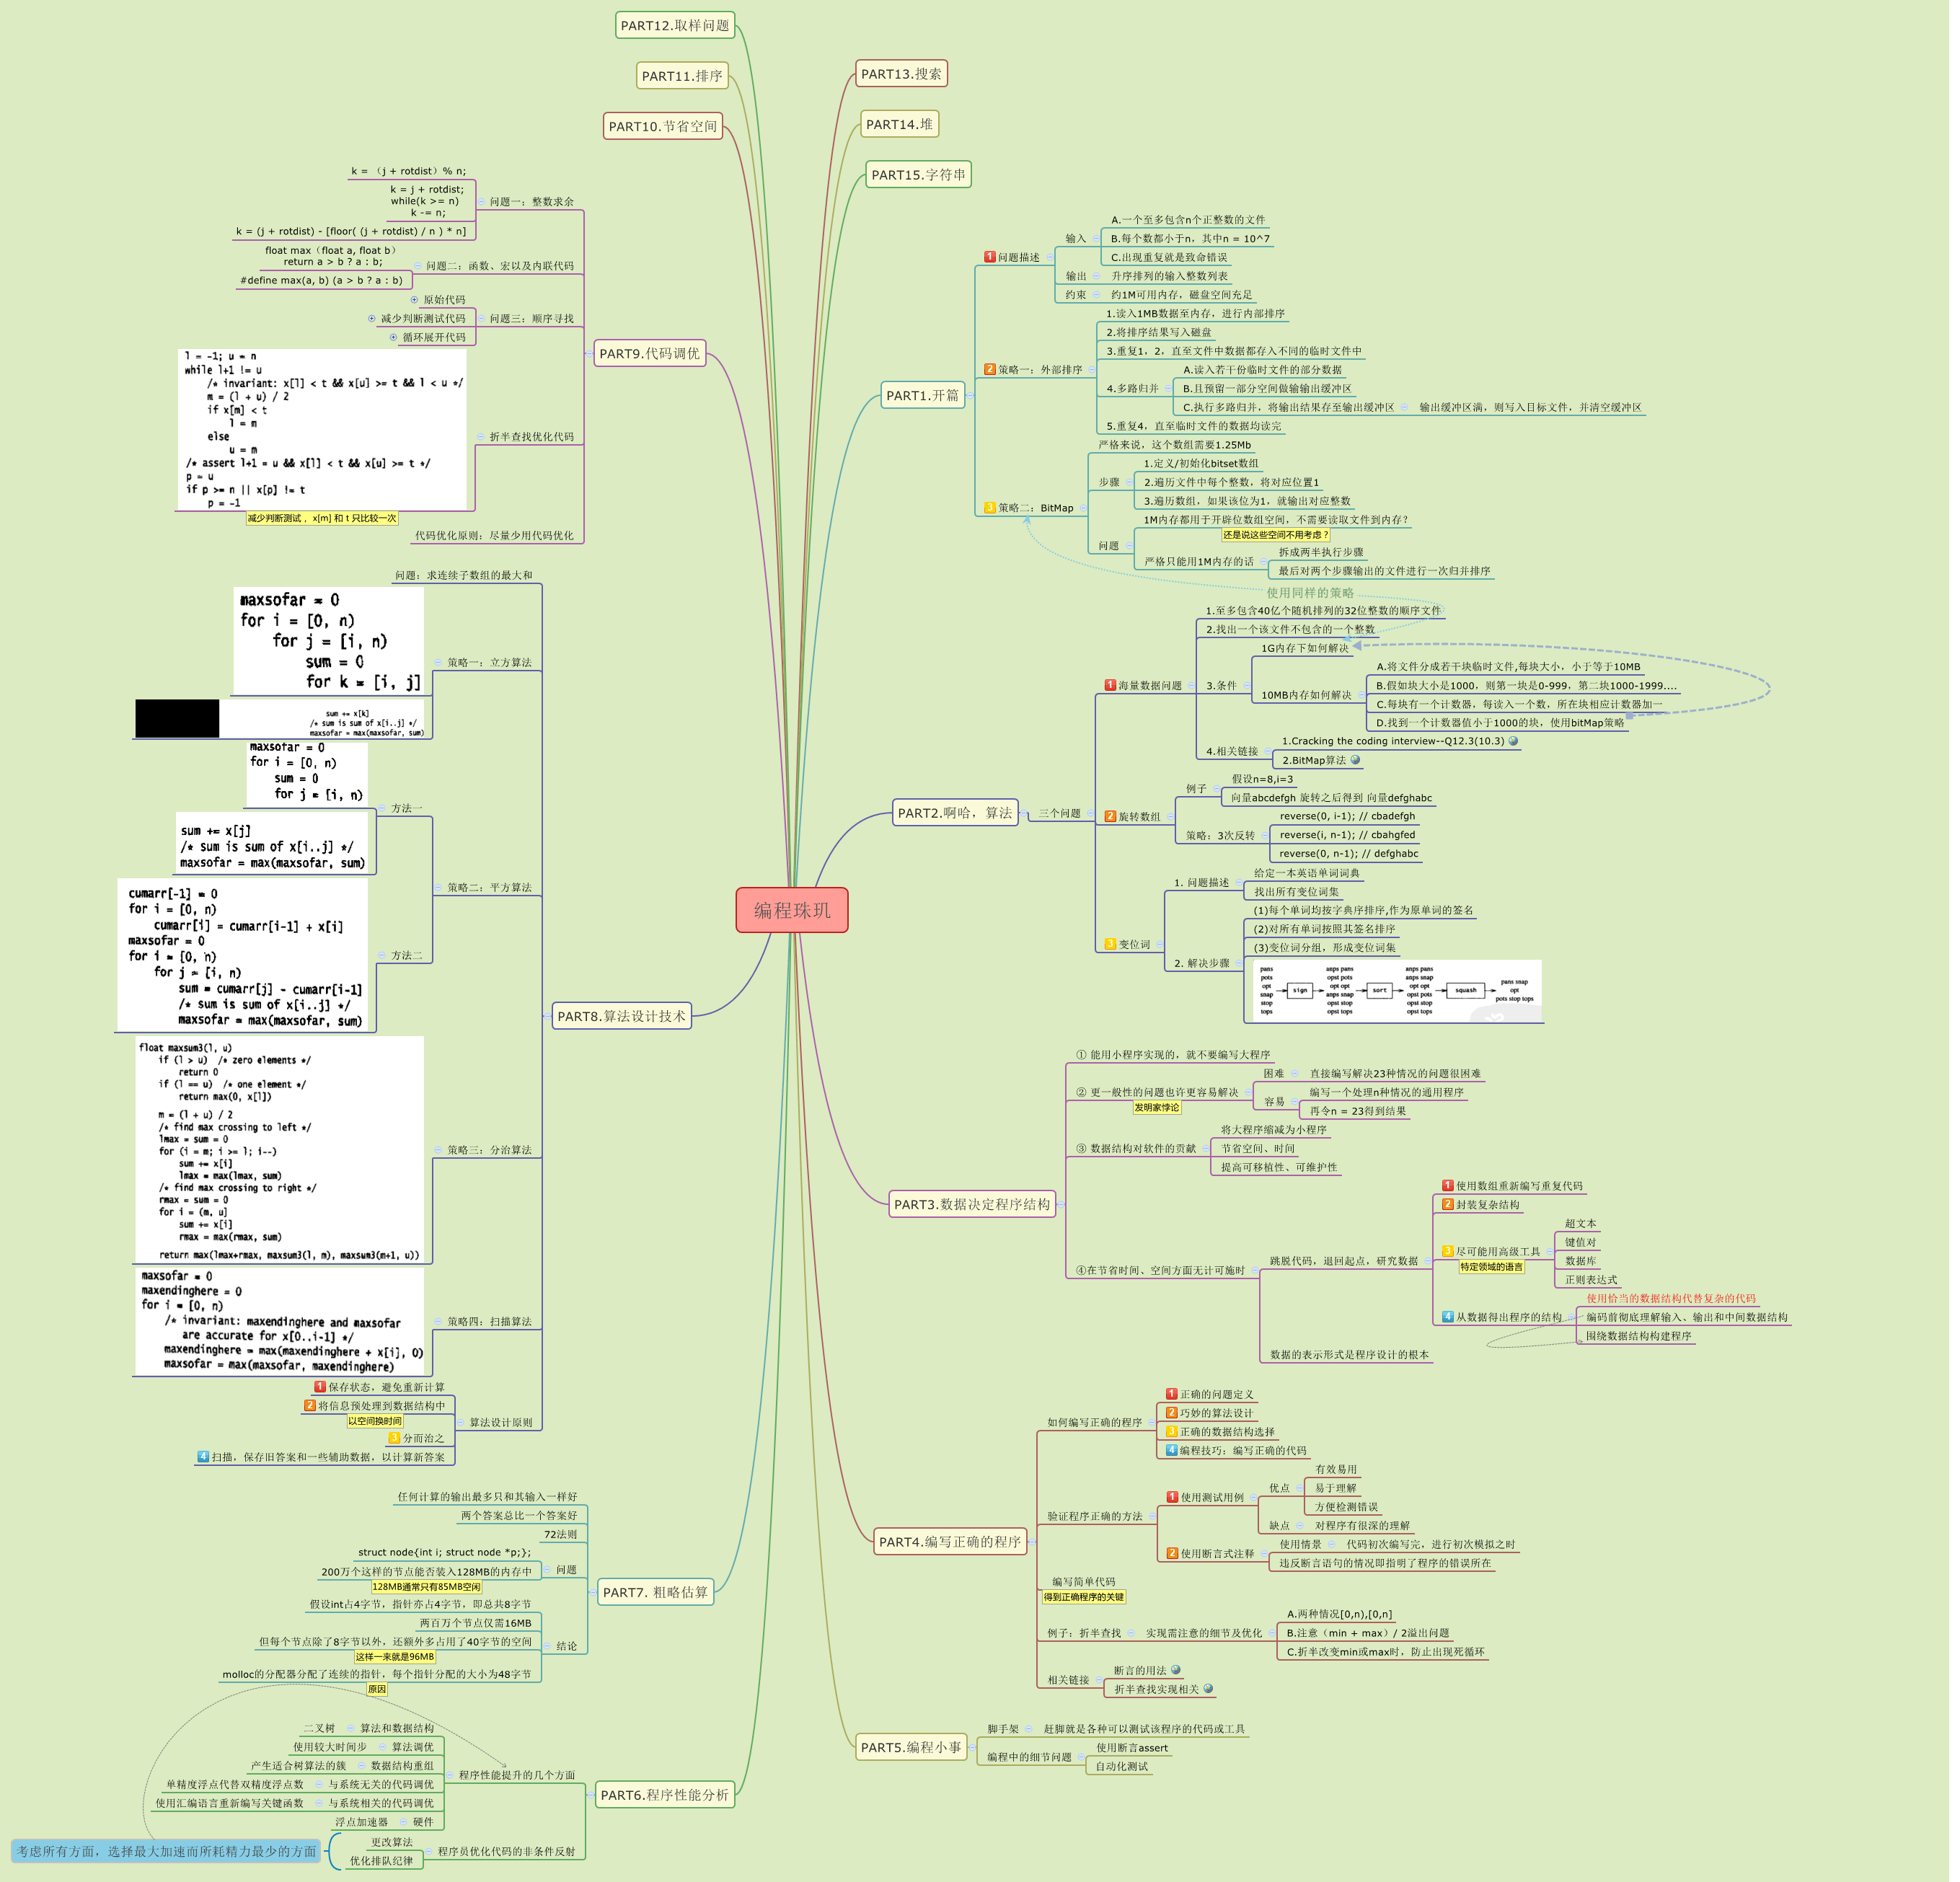 编程珠玑
PART1.开篇
问题描述
输入
A.一个至多包含n个正整数的文件
B.每个数都小于n，其中n = 10^7
C.出现重复就是致命错误
输出
升序排列的输入整数列表
约束
约1M可用内存，磁盘空间充足
策略一：外部排序
1.读入1MB数据至内存，进行内部排序
2.将排序结果写入磁盘
3.重复1，2，直至文件中数据都存入不同的临时文件中
4.多路归并
A.读入若干份临时文件的部分数据
B.且预留一部分空间做输输出缓冲区
C.执行多路归并，将输出结果存至输出缓冲区
输出缓冲区满，则写入目标文件，并清空缓冲区
5.重复4，直至临时文件的数据均读完
策略二：BitMap
严格来说，这个数组需要1.25Mb
步骤
1.定义/初始化bitset数组
2.遍历文件中每个整数，将对应位置1
3.遍历数组，如果该位为1，就输出对应整数
问题
1M内存都用于开辟位数组空间，不需要读取文件到内存？
还是说这些空间不用考虑？
严格只能用1M内存的话
拆成两半执行步骤
最后对两个步骤输出的文件进行一次归并排序
使用同样的策略
PART2.啊哈，算法
三个问题
海量数据问题
1.至多包含40亿个随机排列的32位整数的顺序文件
2.找出一个该文件不包含的一个整数
3.条件
1G内存下如何解决
10MB内存如何解决
A.将文件分成若干块临时文件,每块大小，小于等于10MB
B.假如块大小是1000，则第一块是0-999，第二块1000-1999....
C.每块有一个计数器，每读入一个数，所在块相应计数器加一
D.找到一个计数器值小于1000的块，使用bitMap策略
4.相关链接
1.Cracking the coding interview--Q12.3(10.3)
2.BitMap算法
旋转数组
例子
假设n=8,i=3
向量abcdefgh 旋转之后得到 向量defghabc
策略：3次反转
reverse(0, i-1); // cbadefgh
reverse(i, n-1); // cbahgfed
reverse(0, n-1); // defghabc
变位词
1. 问题描述
给定一本英语单词词典
找出所有变位词集
2. 解决步骤
(1)每个单词均按字典序排序,作为原单词的签名
(2)对所有单词按照其签名排序
(3)变位词分组，形成变位词集
pans
pots
opt
snap
stop
tops
sign
anps pans
opst pots
opt opt
anps snap
opst stop
opst tops
sort
anps pans
anps snap
opt opt
opst pots
opst stop
opst tops
squash
pans snap
opt
pots stop tops
PART3.数据决定程序结构
① 能用小程序实现的，就不要编写大程序
② 更一般性的问题也许更容易解决
发明家悖论
困难
直接编写解决23种情况的问题很困难
容易
编写一个处理n种情况的通用程序
再令n = 23得到结果
③ 数据结构对软件的贡献
将大程序缩减为小程序
节省空间、时间
提高可移植性、可维护性
④在节省时间、空间方面无计可施时
跳脱代码，退回起点，研究数据
使用数组重新编写重复代码
封装复杂结构
尽可能用高级工具
特定领域的语言
超文本
键值对
数据库
正则表达式
从数据得出程序的结构
使用恰当的数据结构代替复杂的代码
编码前彻底理解输入、输出和中间数据结构
围绕数据结构构建程序
数据的表示形式是程序设计的根本
PART4.编写正确的程序
如何编写正确的程序
正确的问题定义
巧妙的算法设计
正确的数据结构选择
编程技巧：编写正确的代码
验证程序正确的方法
使用测试用例
优点
有效易用
易于理解
方便检测错误
缺点
对程序有很深的理解
使用断言式注释
使用情景
代码初次编写完，进行初次模拟之时
违反断言语句的情况即指明了程序的错误所在
编写简单代码
得到正确程序的关键
例子：折半查找
实现需注意的细节及优化
A.两种情况[0,n),[0,n]
B.注意（min + max）/ 2溢出问题
C.折半改变min或max时，防止出现死循环
相关链接
断言的用法
折半查找实现相关
PART5.编程小事
脚手架
赶脚就是各种可以测试该程序的代码或工具
编程中的细节问题
使用断言assert
自动化测试
PART6.程序性能分析
程序性能提升的几个方面
算法和数据结构
二叉树
算法调优
使用较大时间步
数据结构重组
产生适合树算法的簇
与系统无关的代码调优
单精度浮点代替双精度浮点数
与系统相关的代码调优
使用汇编语言重新编写关键函数
硬件
浮点加速器
程序员优化代码的非条件反射
更改算法
优化排队纪律
考虑所有方面，选择最大加速而所耗精力最少的方面
PART7. 粗略估算
任何计算的输出最多只和其输入一样好
两个答案总比一个答案好
72法则
问题
struct node{int i; struct node *p;};
200万个这样的节点能否装入128MB的内存中
128MB通常只有85MB空闲
结论
假设int占4字节，指针亦占4字节，即总共8字节
两百万个节点仅需16MB
但每个节点除了8字节以外，还额外多占用了40字节的空间
这样一来就是96MB
molloc的分配器分配了连续的指针，每个指针分配的大小为48字节
原因
PART8.算法设计技术
问题：求连续子数组的最大和
策略一：立方算法
maxsofar = 0
for i = [0, n)
for j = [i, n)
sum = 0
for k = [i, j]
sum += x[k]
/* sum is sum of x[i..j] */
maxsofar = max(maxsofar, sum)
策略二：平方算法
方法一
maxsofar = 0
for i = [0, n)
sum = 0
for j = [i, n)
sum += x[j]
/* sum is sum of x[i..j] */
maxsofar = max(maxsofar, sum)
方法二
cumarr[-1] = 0
for i = [0, n)
cumarr[i] = cumarr[i-1] + x[i]
maxsofar = 0
for i = [0, n)
for j = [i, n)
sum = cumarr[j] - cumarr[i-1]
/* sum is sum of x[i..j] */
maxsofar = max(maxsofar, sum)
策略三：分治算法
float maxsum3(l, u)
if (l > u)  /* zero elements */
return 0
if (l == u)  /* one element */
return max(0, x[l])
m = (l + u) / 2
/* find max crossing to left */
lmax = sum = 0
for (i = m; i >= l; i--)
sum += x[i]
lmax = max(lmax, sum)
/* find max crossing to right */
rmax = sum = 0
for i = (m, u]
sum += x[i]
rmax = max(rmax, sum)
return max(lmax+rmax, maxsum3(l, m), maxsum3(m+1, u))
策略四：扫描算法
maxsofar = 0
maxendinghere = 0
for i = [0, n)
/* invariant: maxendinghere and maxsofar
are accurate for x[0..i-1] */
maxendinghere = max(maxendinghere + x[i], 0)
maxsofar = max(maxsofar, maxendinghere)
算法设计原则
保存状态，避免重新计算
将信息预处理到数据结构中
以空间换时间
分而治之
扫描，保存旧答案和一些辅助数据，以计算新答案
PART9.代码调优
问题一：整数求余
k = （j + rotdist）% n;
k = j + rotdist;
while(k >= n)
k -= n;
k = (j + rotdist) - [floor( (j + rotdist) / n ) * n]
问题二：函数、宏以及内联代码
float max（float a, float b）
return a > b ? a : b;
#define max(a, b) (a > b ? a : b)
问题三：顺序寻找
原始代码
减少判断测试代码
循环展开代码
折半查找优化代码
l = -1; u = n
while l+1 != u
/* invariant: x[l] < t && x[u] >= t && l < u */
m = (l + u) / 2
if x[m] < t
l = m
else
u = m
/* assert l+1 = u && x[l] < t && x[u] >= t */
p = u
if p >= n || x[p] != t
p = -1
减少判断测试，x[m] 和 t 只比较一次
代码优化原则：尽量少用代码优化
PART10.节省空间
PART11.排序
PART12.取样问题
PART13.搜索
PART14.堆
PART15.字符串